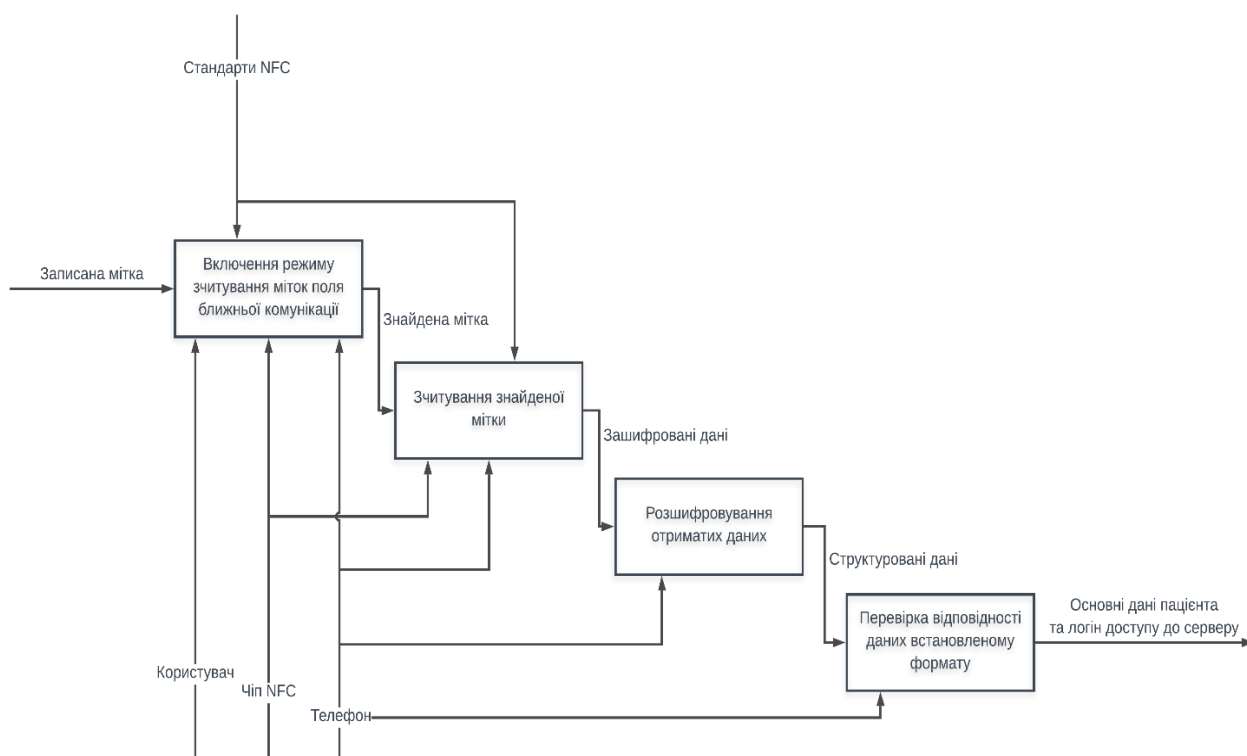 Стандарти NFC
Включення режиму
зчитування міток поля
ближньої комунікації
Записана мітка
Знайдена мітка
Зчитування знайденої
мітки
Зашифровані дані
Розшифровування
отриматих даних
Структуровані дані
Перевірка відповідності
даних встановленому
формату
Основні дані пацієнта
та логін доступу до серверу
Користувач
Чіп NFC
Телефон